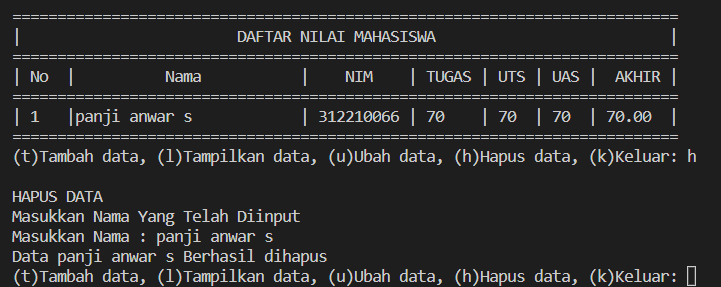 ==========================================================================
|                        DAFTAR NILAI MAHASISWA                          |
==========================================================================
| No  |          Nama           |    NIM    | TUGAS | UTS | UAS |  AKHIR |
==========================================================================
| 1   |panji anwar s            | 312210066 | 70    | 70  | 70  | 70.00  |
==========================================================================
(t)Tambah data, (l)Tampilkan data, (u)Ubah data, (h)Hapus data, (k)Keluar: h
HAPUS DATA
Masukkan Nama Yang Telah Diinput
Masukkan Nama : panji anwar s
Data panji anwar s Berhasil dihapus
(t)Tambah data, (l)Tampilkan data, (u)Ubah data, (h)Hapus data, (k)Keluar: